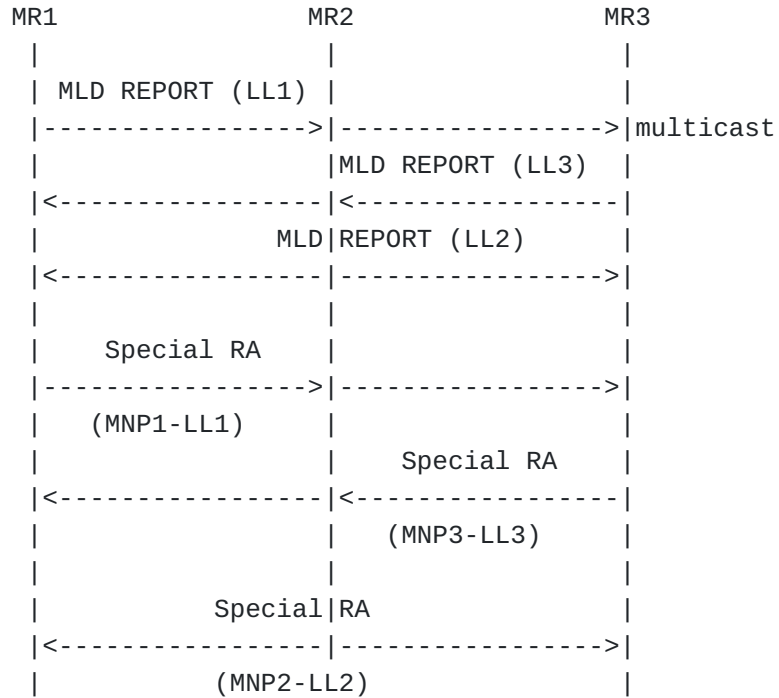 MR1                MR2                MR3
 |                  |                  |
 | MLD REPORT (LL1) |                  |
 |----------------->|----------------->|multicast
 |                  |MLD REPORT (LL3)  |
 |<-----------------|<-----------------|
 |               MLD|REPORT (LL2)      |
 |<-----------------|----------------->|
 |                  |                  |
 |    Special RA    |                  |
 |----------------->|----------------->|
 |   (MNP1-LL1)     |                  |
 |                  |    Special RA    |
 |<-----------------|<-----------------|
 |                  |   (MNP3-LL3)     |
 |                  |                  |
 |           Special|RA                |
 |<-----------------|----------------->|
 |           (MNP2-LL2)                |